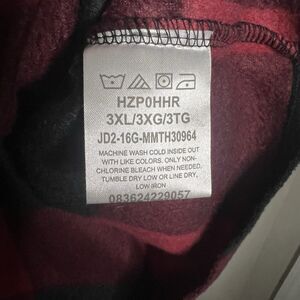 HZP0HHR
3XL/3XG/3TG
JD2-16G-MMTH30964
MACHINE WASH COLD INSIDE OUT
WITH LIKE COLORS. ONLY NON-
CHLORINE BLEACH WHEN NEEDED.
TUMBLE DRY LOW OR LINE DRY,
LOW IRON
083624229057